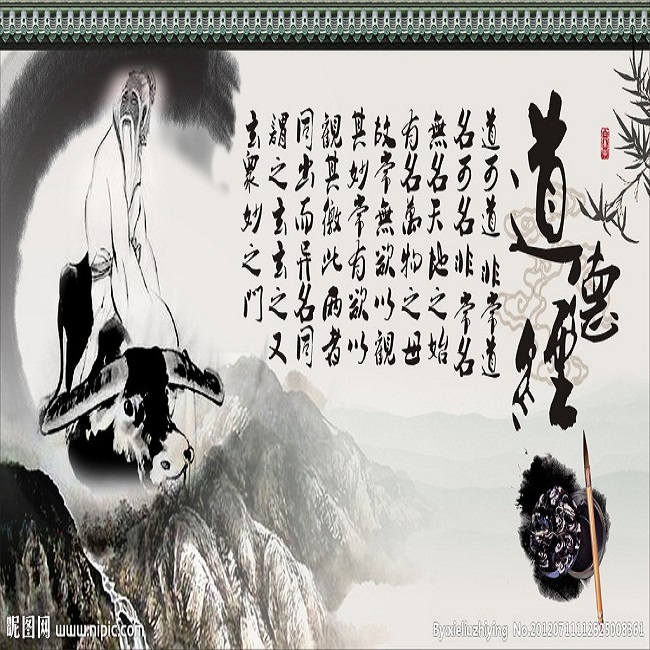 道德經
道可道非常道
名可名非常名
無名天地之始
有名萬物之母
故常無欲以觀
其妙常有欲以
觀其徼此兩者
同出而异名同
謂之玄玄之又
玄衆妙之門
昵图网 www.nipic.com
By:xieliuzhiying No.20120711112525008361